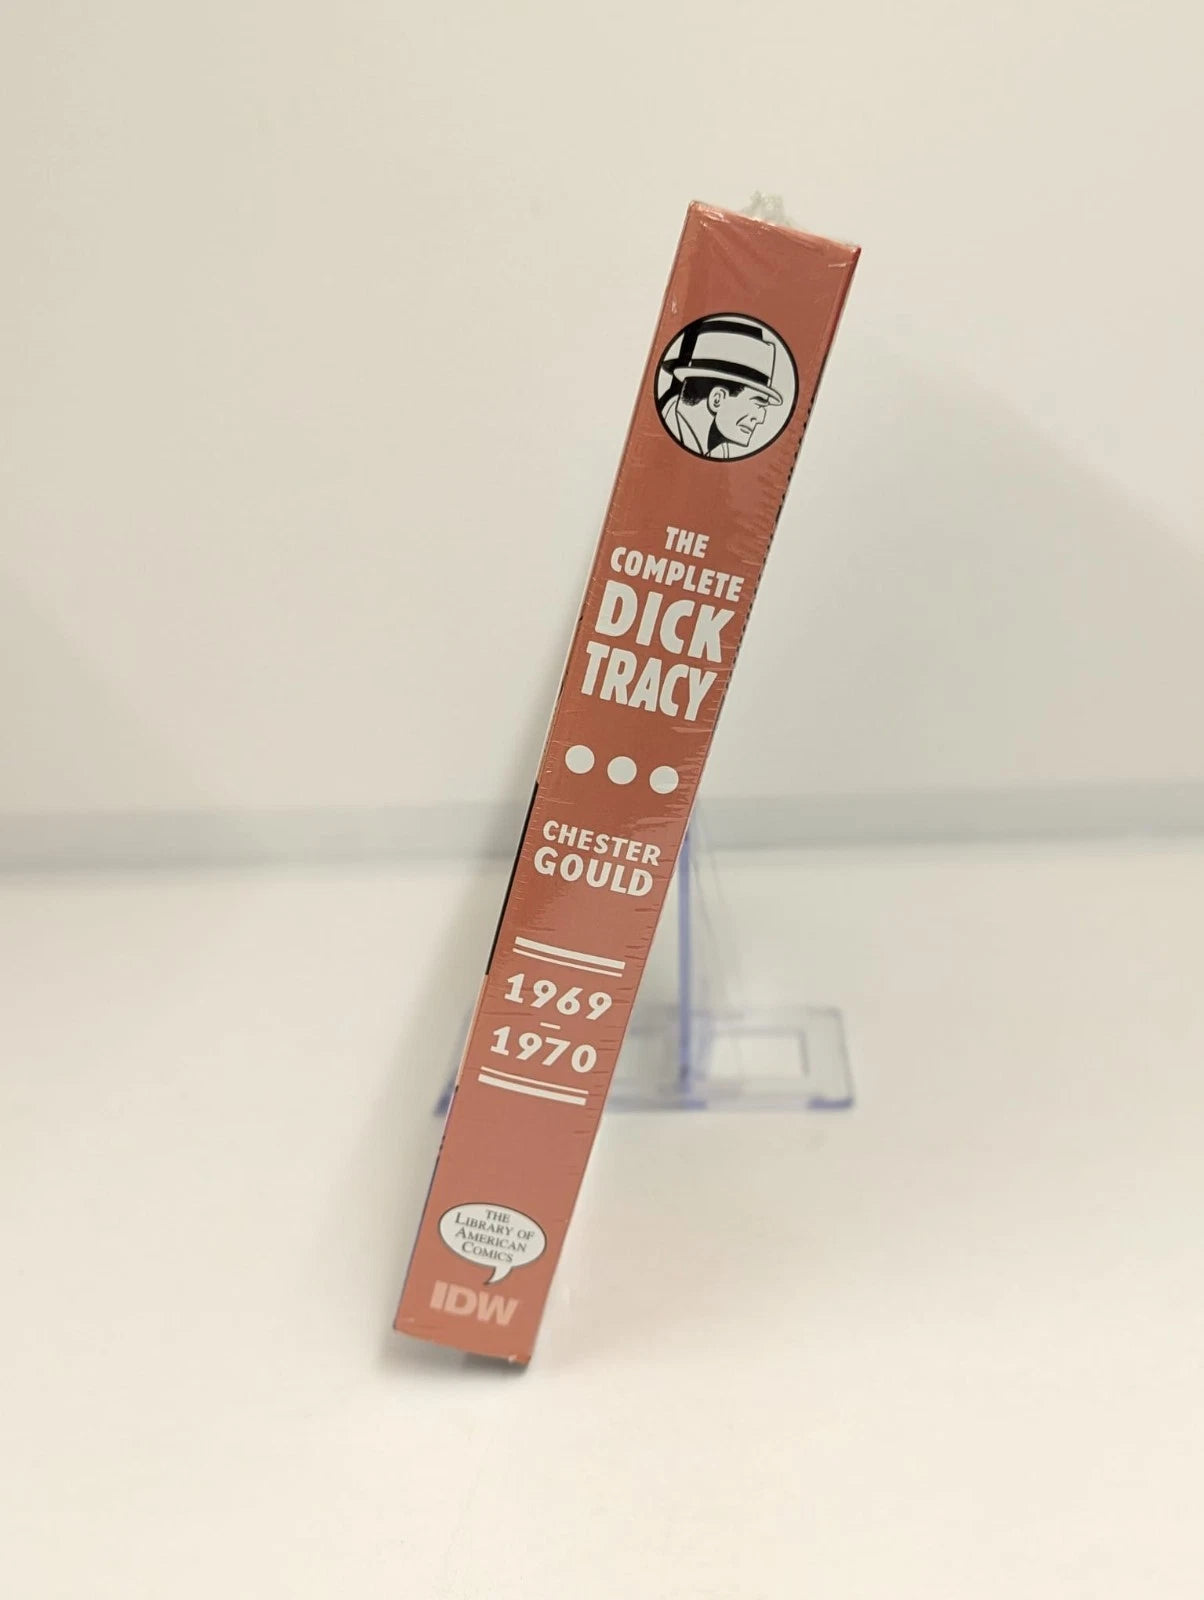 THE
COMPLETE
DICK
TRACY
CHESTER
GOULD
1969
–
1970
THE
LIBRARY OF
AMERICAN
COMICS
IDW